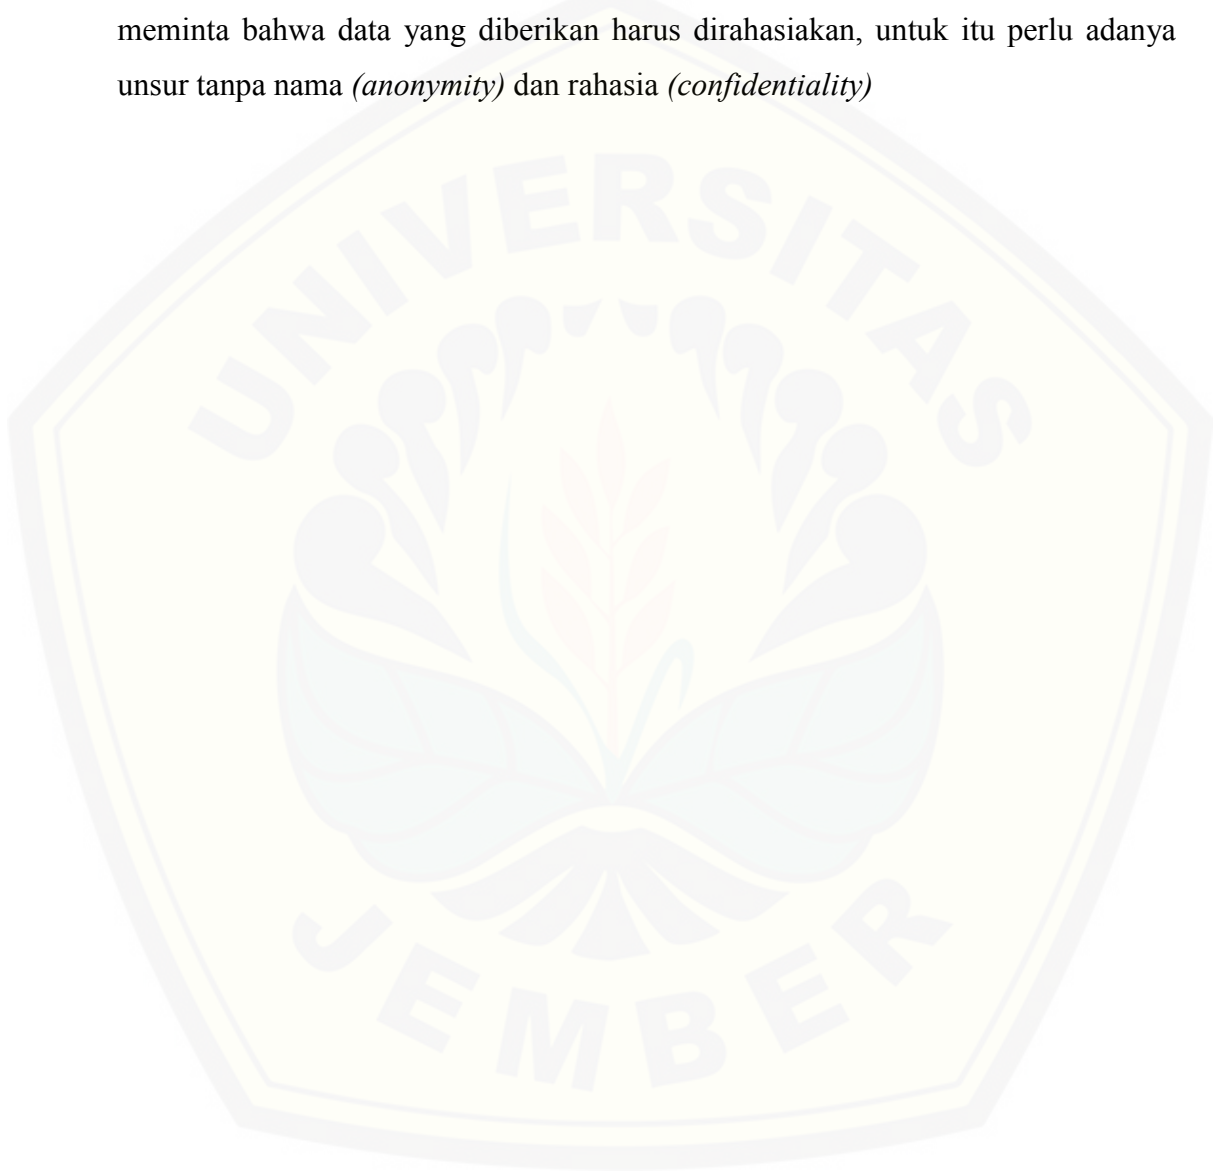 meminta bahwa data yang diberikan harus dirahasiakan, untuk itu perlu adanya
unsur tanpa nama (anonymity) dan rahasia (confidentiality)
UNIVERSITAS
JEMBER